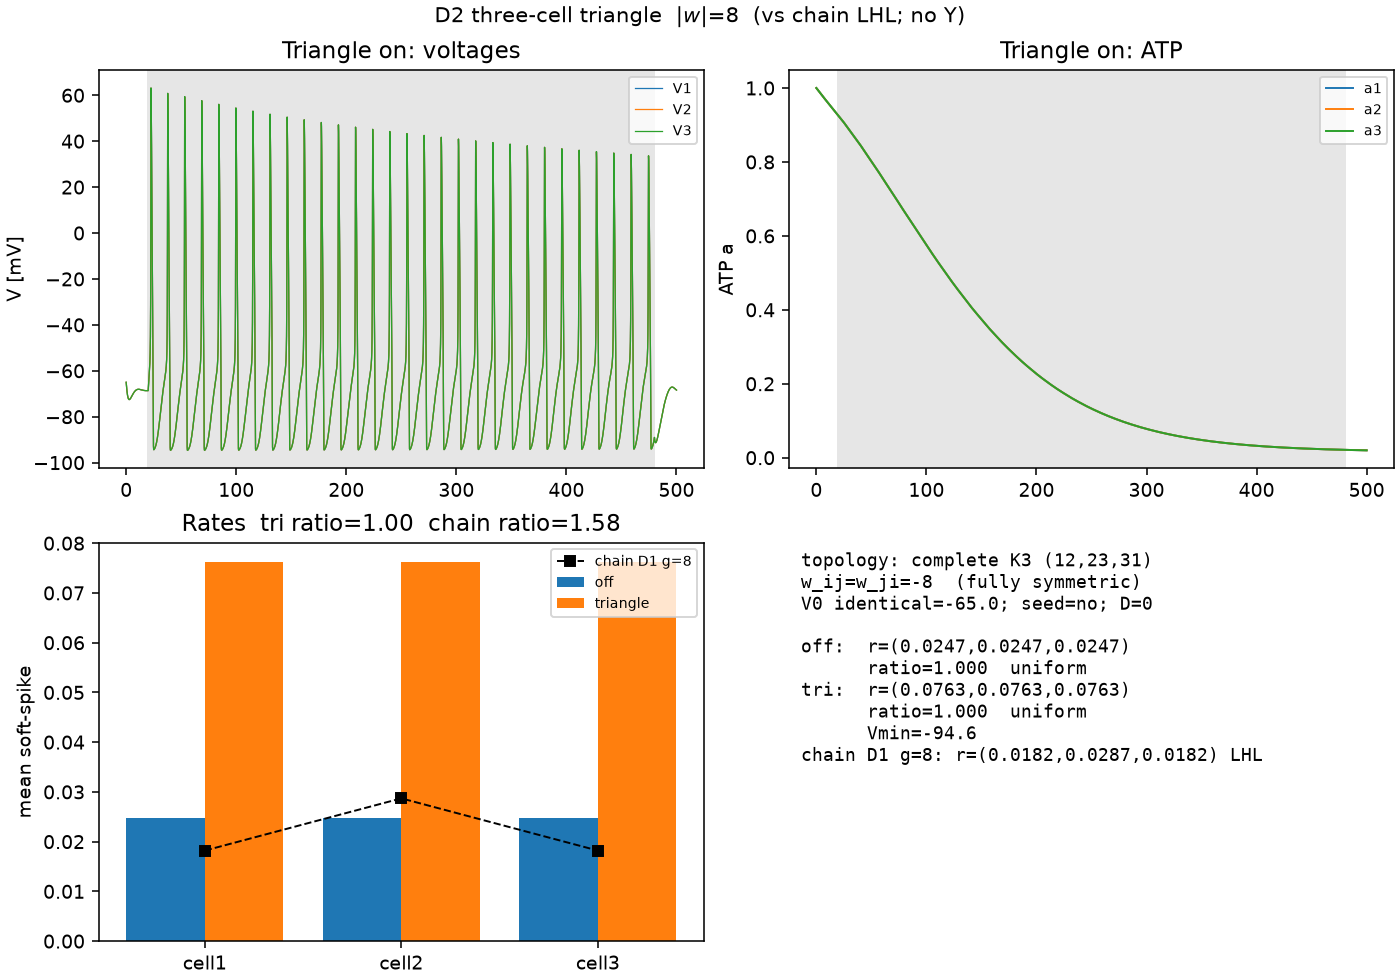 D2 three-cell triangle |w|=8 (vs chain LHL; no Y)
Triangle on: voltages
V [mV]
60
40
20
0
−20
−40
−60
−80
−100
0
100
200
300
400
500
V1
V2
V3
Triangle on: ATP
ATP a
1.0
0.8
0.6
0.4
0.2
0.0
0
100
200
300
400
500
a1
a2
a3
Rates tri ratio=1.00 chain ratio=1.58
mean soft-spike
0.08
0.07
0.06
0.05
0.04
0.03
0.02
0.01
0.00
cell1
cell2
cell3
chain D1 g=8
off
triangle
topology: complete K3 (12,23,31)
w_ij=w_ji=-8 (fully symmetric)
V0 identical=-65.0; seed=no; D=0
off: r=(0.0247,0.0247,0.0247)
ratio=1.000 uniform
tri: r=(0.0763,0.0763,0.0763)
ratio=1.000 uniform
Vmin=-94.6
chain D1 g=8: r=(0.0182,0.0287,0.0182) LHL